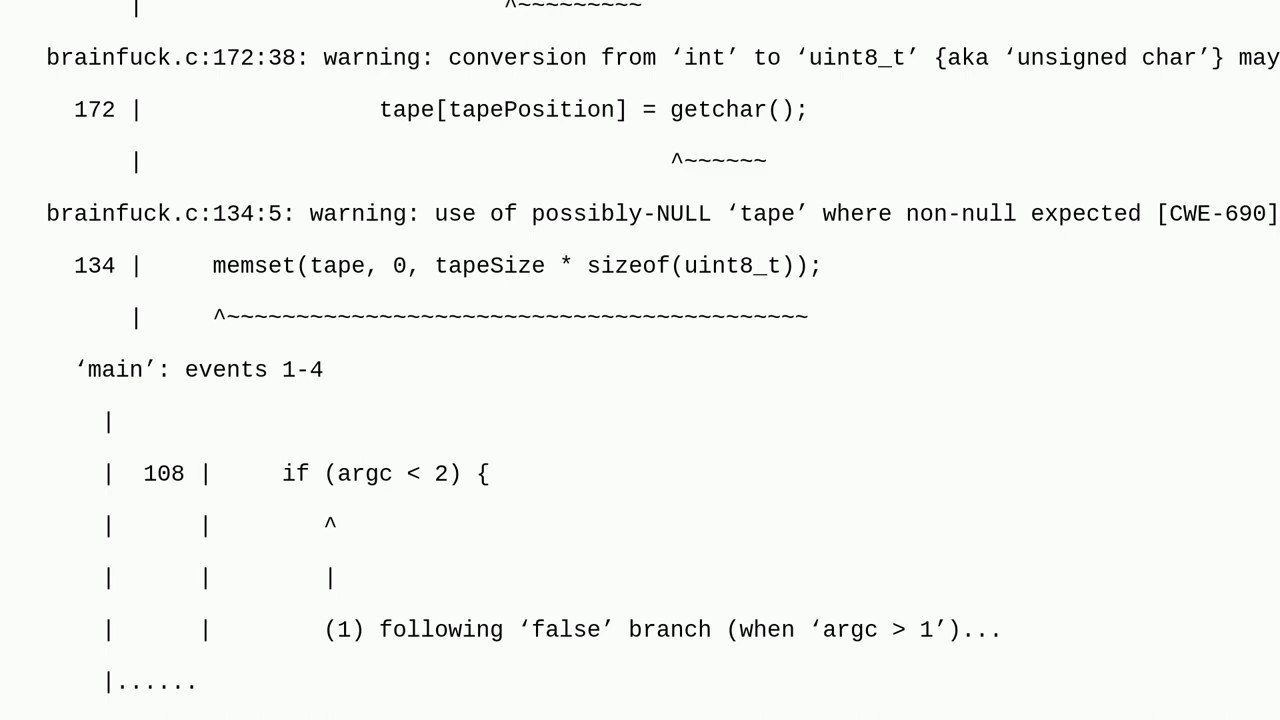 | ^~~~~~~~~~
brainfuck.c:172:38: warning: conversion from ‘int’ to ‘uint8_t’ {aka ‘unsigned char’} may
172 | tape[tapePosition] = getchar();
| ^~~~~~~
brainfuck.c:134:5: warning: use of possibly-NULL ‘tape’ where non-null expected [CWE-690]
134 | memset(tape, 0, tapeSize * sizeof(uint8_t));
| ^~~~~~~~~~~~~~~~~~~~~~~~~~~~~~~~~~~~~~~~~~~
‘main’: events 1-4
|
| 108 | if (argc < 2) {
| | ^
| | |
| | (1) following ‘false’ branch (when ‘argc > 1’)...
|......